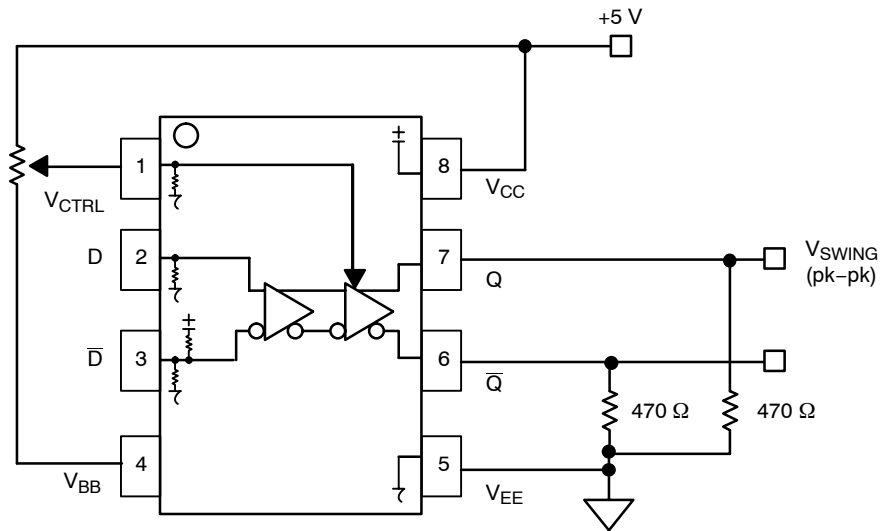 +5 V
1
8
V_CTRL
V_CC
D
2
7
V_SWING
(pk–pk)
Q
D̅
3
6
Q̅
470 Ω
470 Ω
4
5
V_BB
V_EE